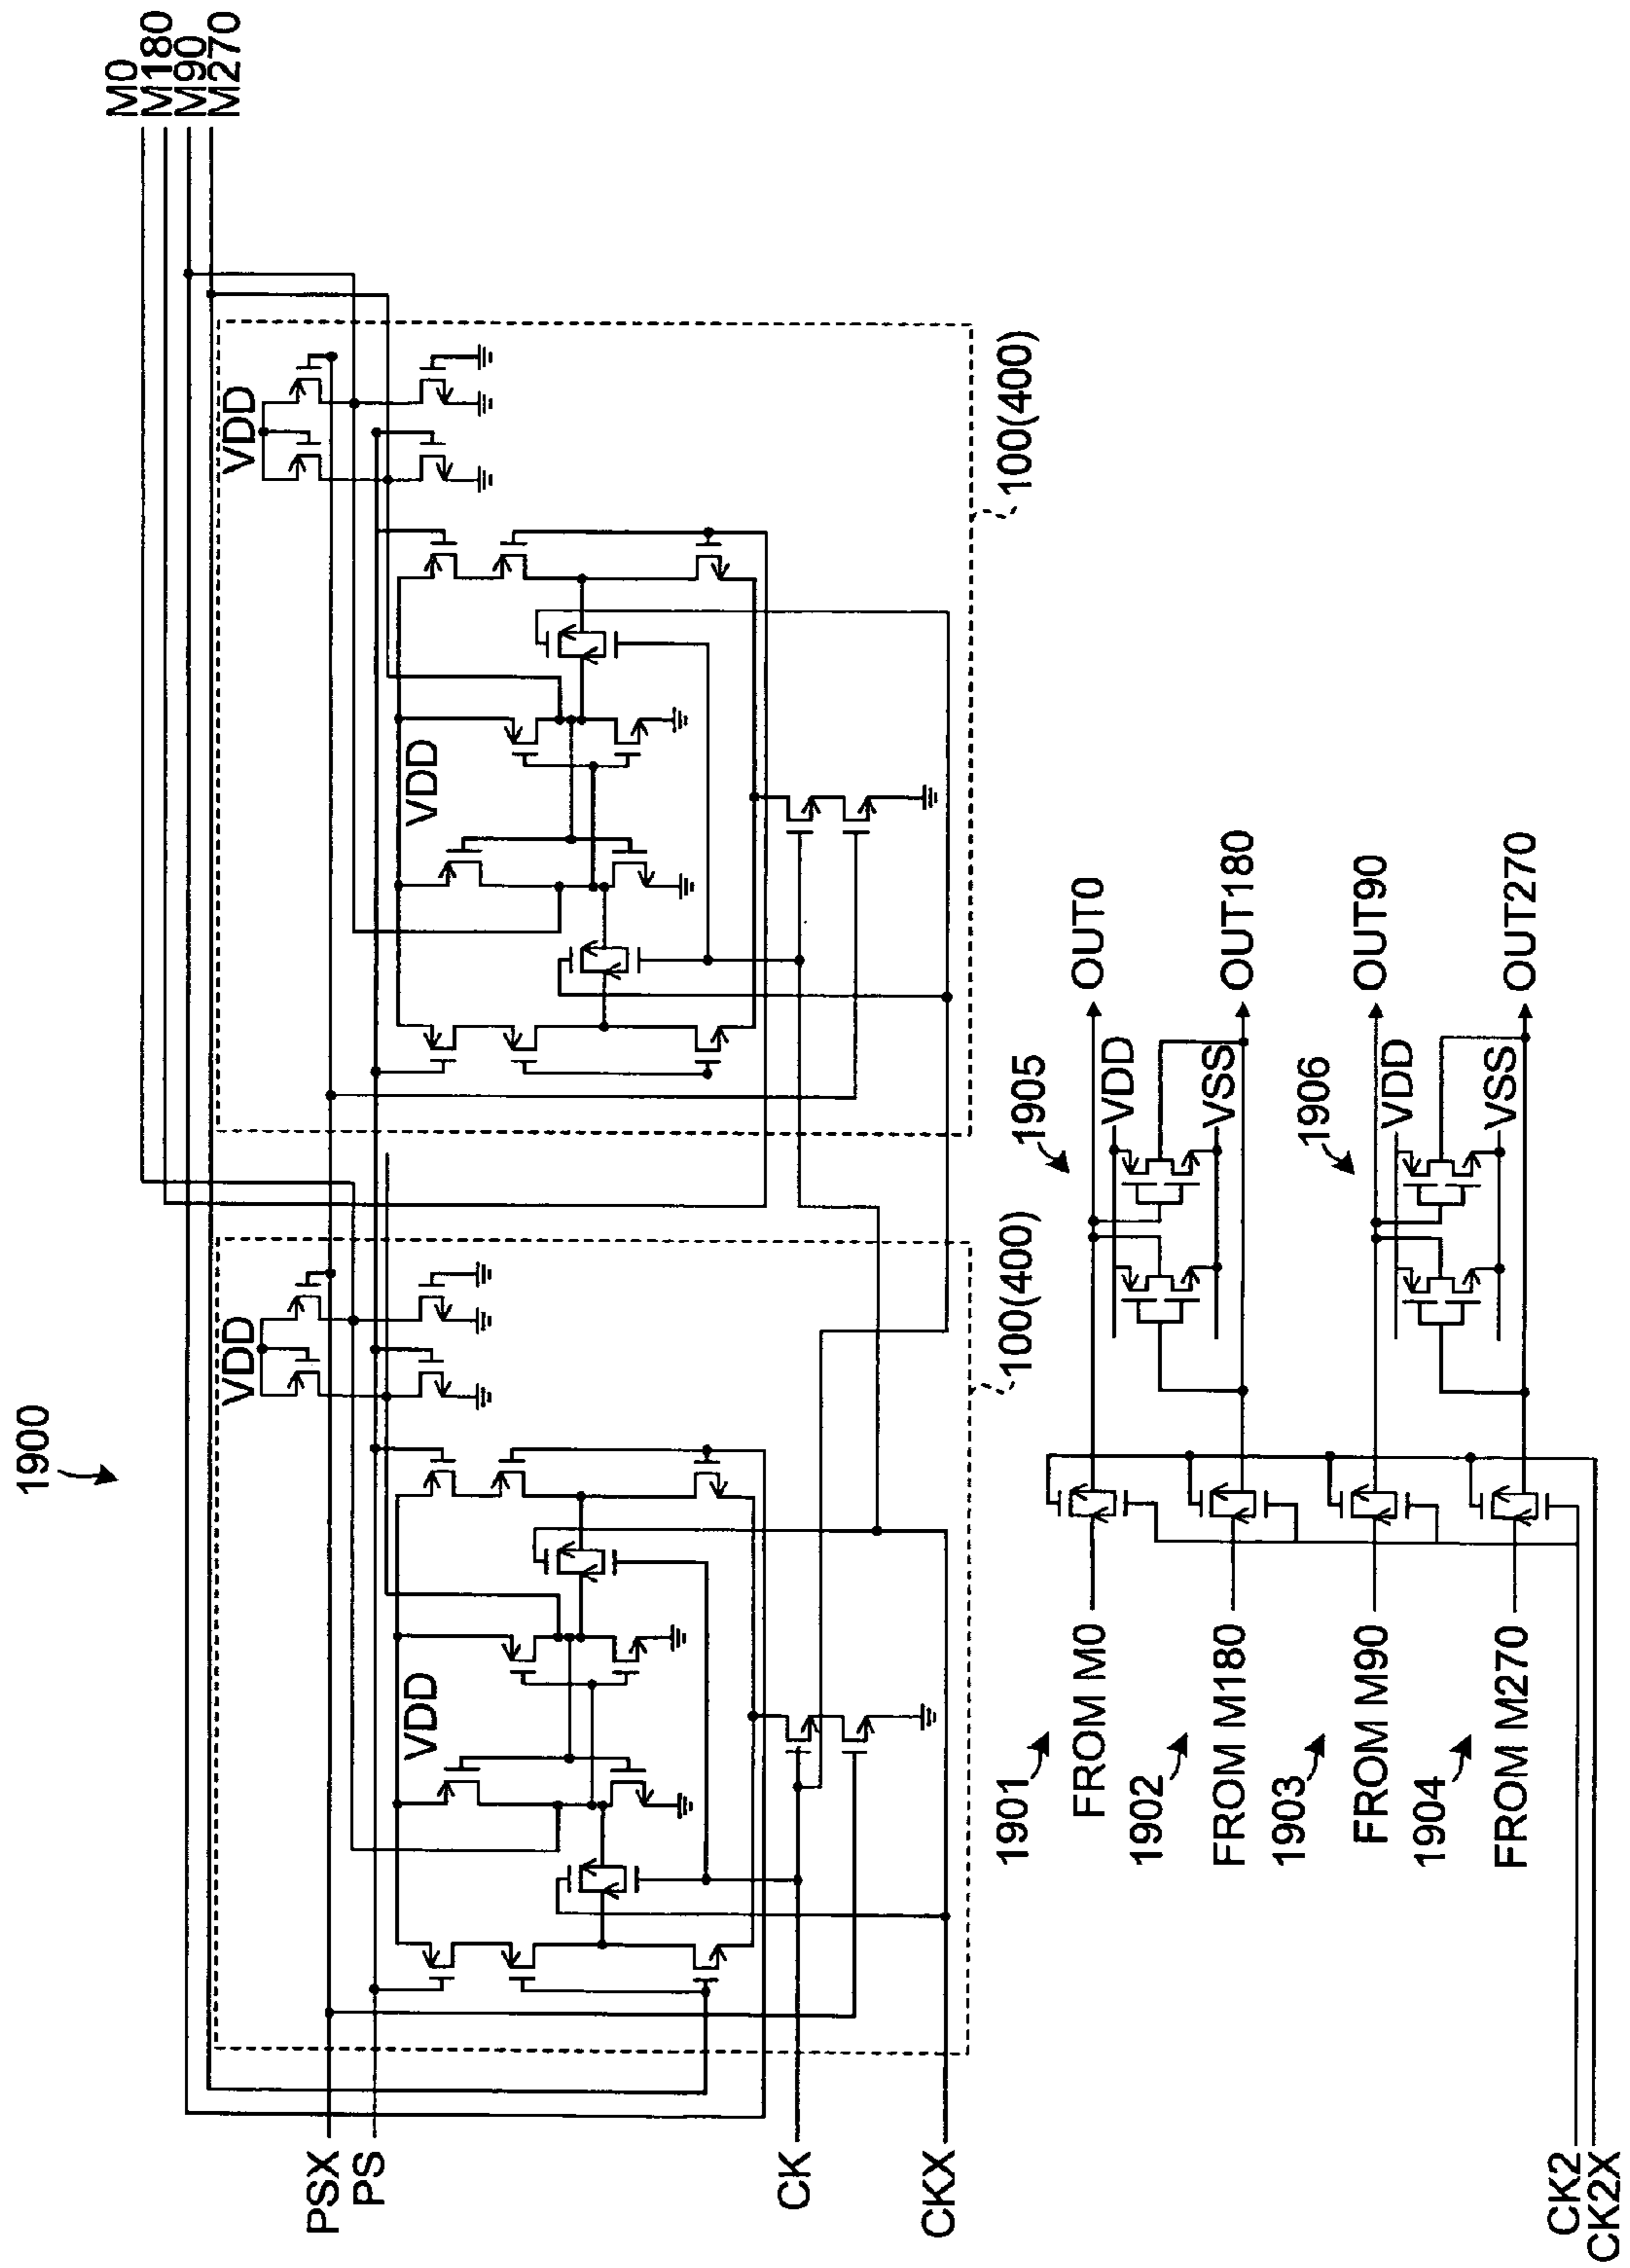 1900
M0
M180
M90
M270
VDD
VDD
PSX
PS
VDD
VDD
CK
CKX
100(400)
100(400)
1901
FROM M0
1902
FROM M180
1903
FROM M90
1904
FROM M270
1905
VDD
VSS
OUT0
OUT180
1906
VDD
VSS
OUT90
OUT270
CK2
CK2X